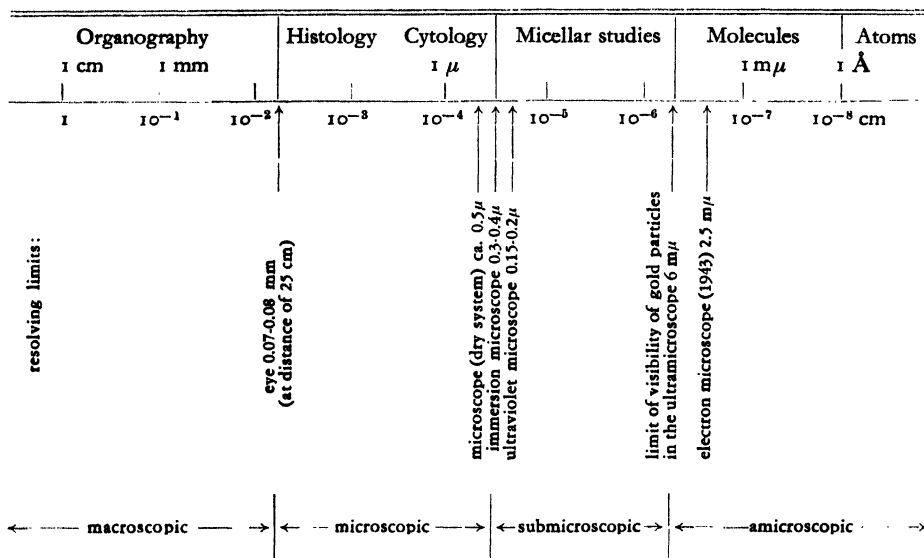 Organography Histology Cytology Micellar studies Molecules Atoms
1 cm 1 mm 1 μ 1 mμ 1 Å
1 10⁻¹ 10⁻² 10⁻³ 10⁻⁴ 10⁻⁵ 10⁻⁶ 10⁻⁷ 10⁻⁸ cm
resolving limits:
eye 0.07-0.08 mm
(at distance of 25 cm)
microscope (dry system) ca. 0.5μ
immersion microscope 0.3-0.4μ
ultraviolet microscope 0.15-0.2μ
limit of visibility of gold particles
in the ultramicroscope 6 mμ
electron microscope (1943) 2.5 mμ
macroscopic microscopic submicroscopic amicroscopic